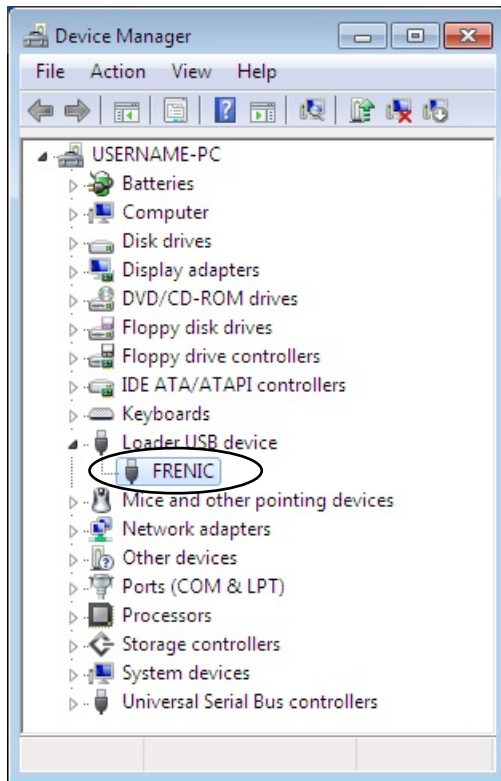 Device Manager
File Action View Help
USERNAME-PC
Batteries
Computer
Disk drives
Display adapters
DVD/CD-ROM drives
Floppy disk drives
Floppy drive controllers
IDE ATA/ATAPI controllers
Keyboards
Loader USB device
FRENIC
Mice and other pointing devices
Network adapters
Other devices
Ports (COM & LPT)
Processors
Storage controllers
System devices
Universal Serial Bus controllers